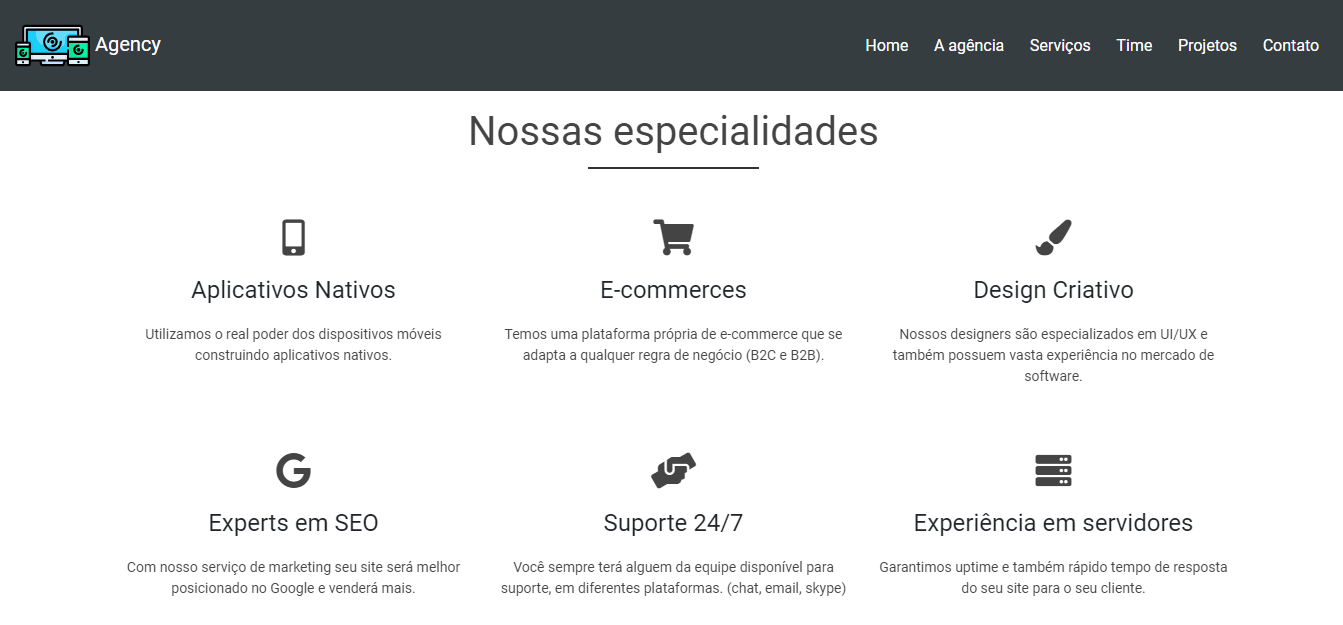 Agency
Home
A agência
Serviços
Time
Projetos
Contato
Nossas especialidades
Aplicativos Nativos
Utilizamos o real poder dos dispositivos móveis
construindo aplicativos nativos.
E-commerces
Temos uma plataforma própria de e-commerce que se
adapta a qualquer regra de negócio (B2C e B2B).
Design Criativo
Nossos designers são especializados em UI/UX e
também possuem vasta experiência no mercado de
software.
Experts em SEO
Com nosso serviço de marketing seu site será melhor
posicionado no Google e venderá mais.
Suporte 24/7
Você sempre terá alguem da equipe disponível para
suporte, em diferentes plataformas. (chat, email, skype)
Experiência em servidores
Garantimos uptime e também rápido tempo de resposta
do seu site para o seu cliente.